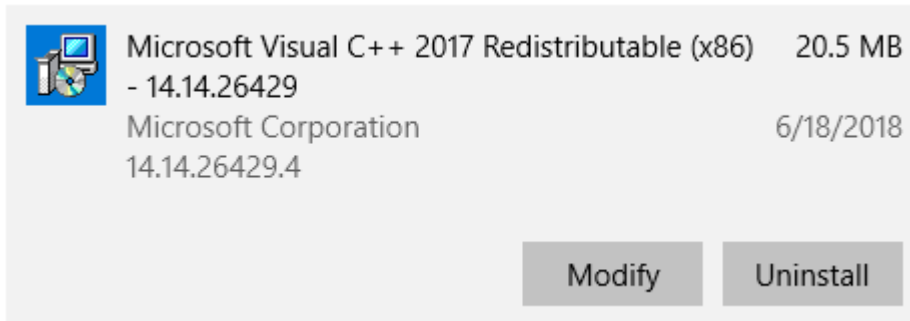 Microsoft Visual C++ 2017 Redistributable (x86) 20.5 MB
- 14.14.26429
Microsoft Corporation 6/18/2018
14.14.26429.4
Modify Uninstall